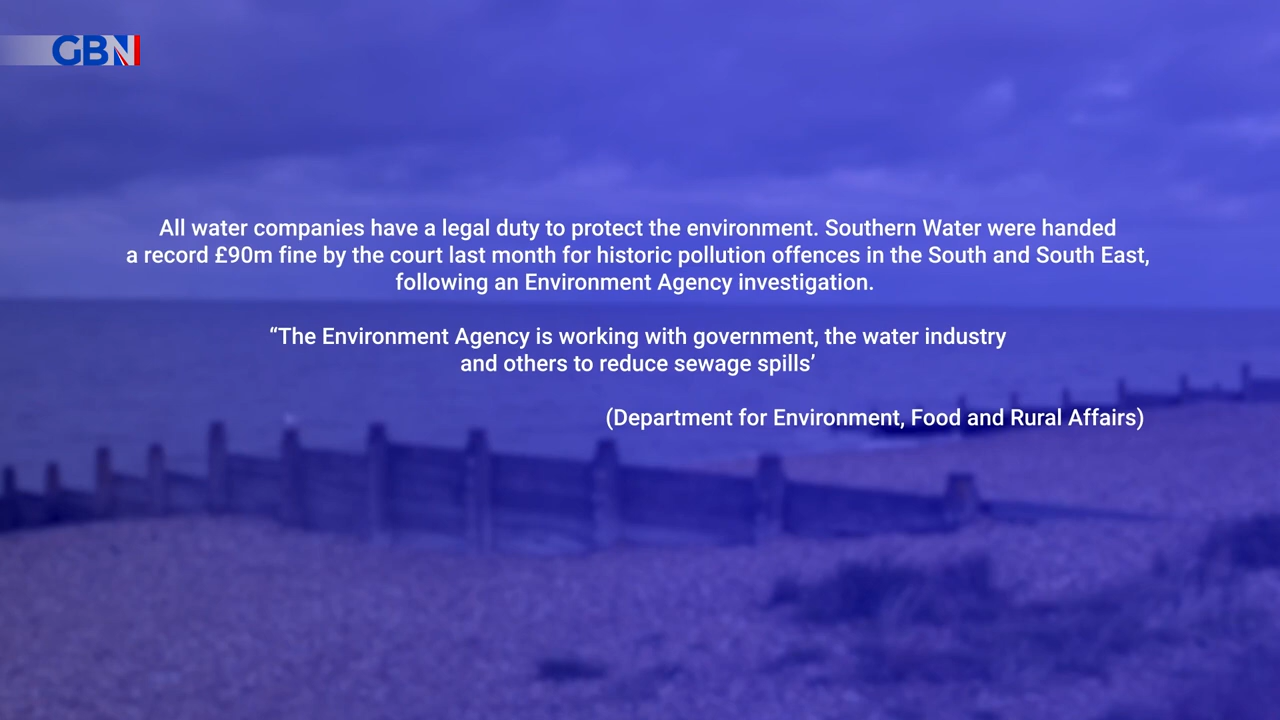 GBN
All water companies have a legal duty to protect the environment. Southern Water were handed
a record £90m fine by the court last month for historic pollution offences in the South and South East,
following an Environment Agency investigation.
“The Environment Agency is working with government, the water industry
and others to reduce sewage spills’
(Department for Environment, Food and Rural Affairs)